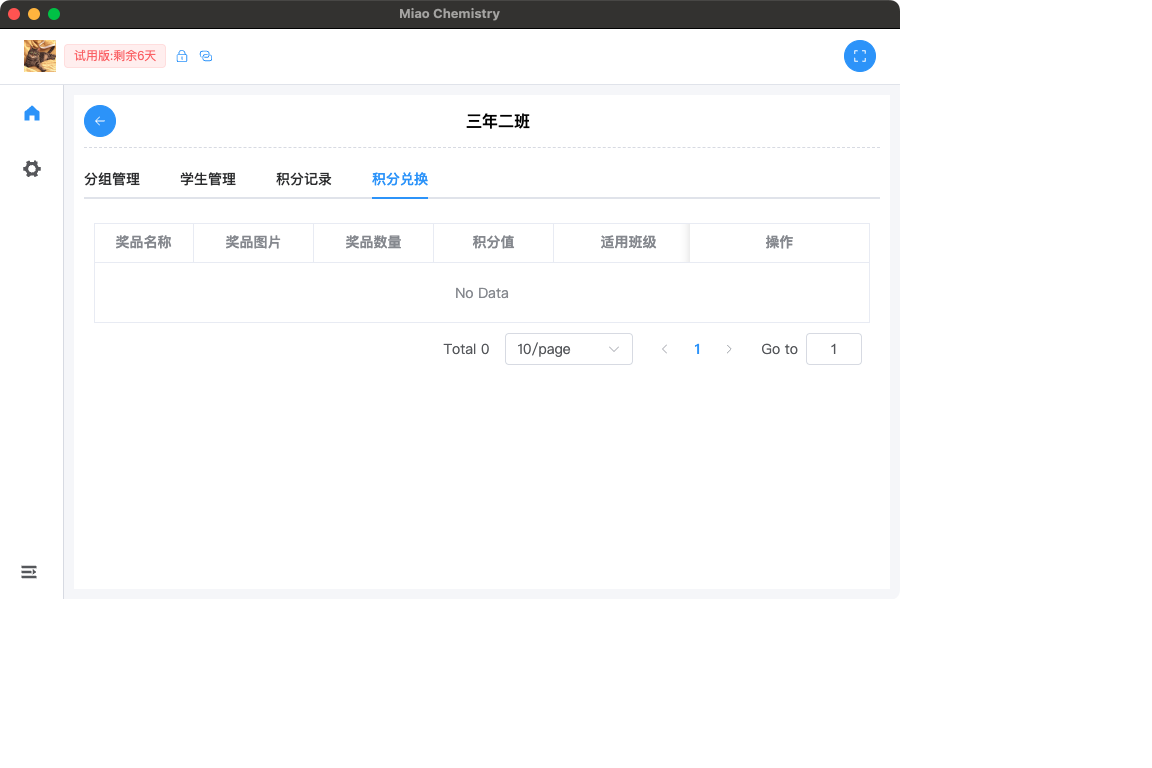 Miao Chemistry
试用版:剩余6天
三年二班
分组管理 学生管理 积分记录 积分兑换
奖品名称 奖品图片 奖品数量 积分值 适用班级 操作
No Data
Total 0 10/page 1 Go to 1